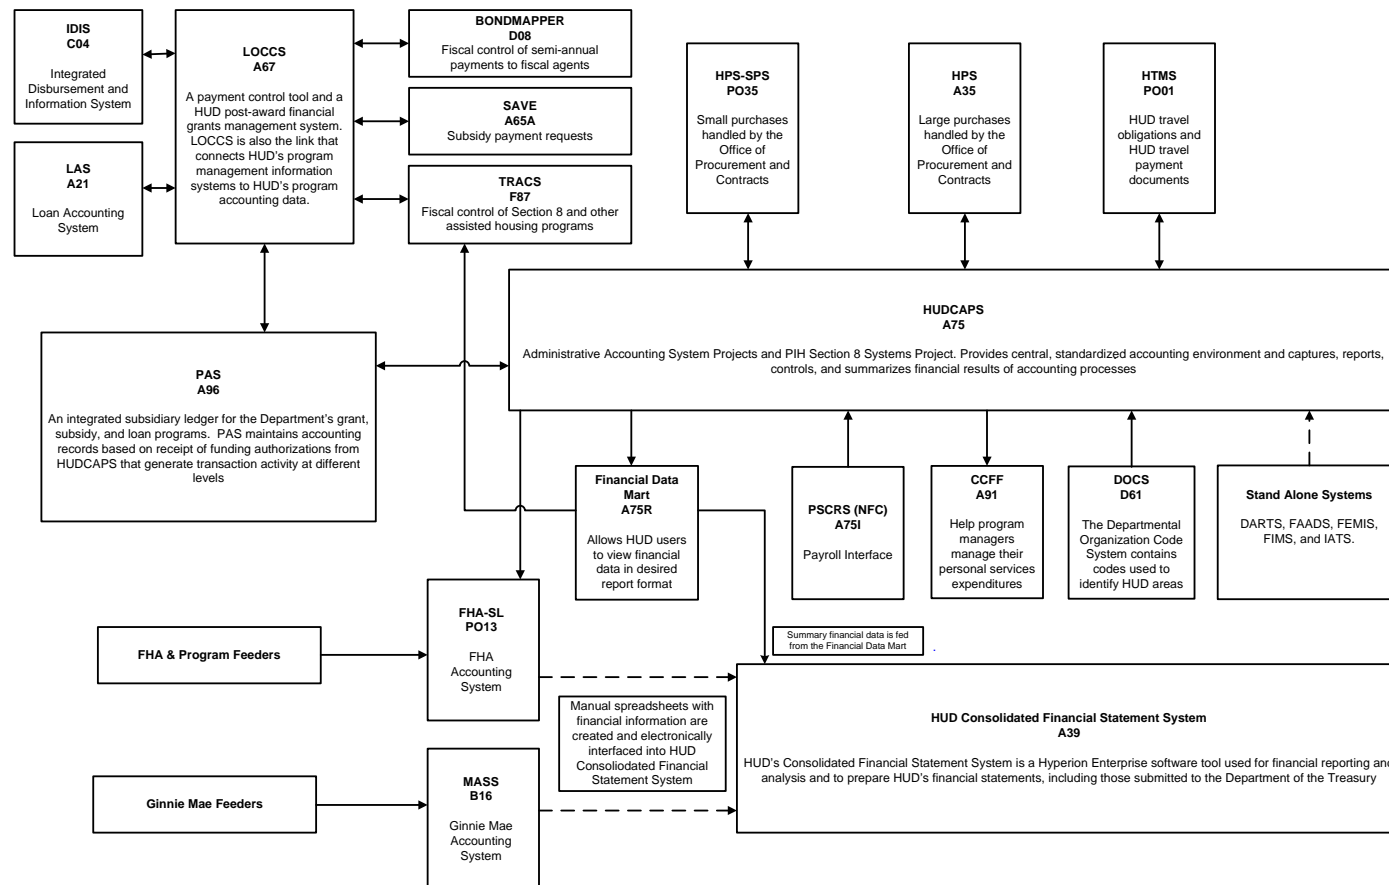 IDIS
C04
Integrated
Disbursement and
Information System
LAS
A21
Loan Accounting
System
LOCCS
A67
A payment control tool and a
HUD post-award financial
grants management system.
LOCCS is also the link that
connects HUD's program
management information
systems to HUD's program
accounting data.
BONDMAPPER
D08
Fiscal control of semi-annual
payments to fiscal agents
SAVE
A65A
Subsidy payment requests
TRACS
F87
Fiscal control of Section 8 and other
assisted housing programs
HPS-SPS
PO35
Small purchases
handled by the
Office of
Procurement and
Contracts
HPS
A35
Large purchases
handled by the
Office of
Procurement and
Contracts
HTMS
PO01
HUD travel
obligations and
HUD travel
payment
documents
HUDCAPS
A75
Administrative Accounting System Projects and PIH Section 8 Systems Project. Provides central, standardized accounting environment and captures, reports,
controls, and summarizes financial results of accounting processes
PAS
A96
An integrated subsidiary ledger for the Department's grant,
subsidy, and loan programs.  PAS maintains accounting
records based on receipt of funding authorizations from
HUDCAPS that generate transaction activity at different
levels
Financial Data
Mart
A75R
Allows HUD users
to view financial
data in desired
report format
PSCRS (NFC)
A75I
Payroll Interface
CCFF
A91
Help program
managers
manage their
personal services
expenditures
DOCS
D61
The Departmental
Organization Code
System contains
codes used to
identify HUD areas
Stand Alone Systems
DARTS, FAADS, FEMIS,
FIMS, and IATS.
FHA & Program Feeders
FHA-SL
PO13
FHA
Accounting
System
Summary financial data is fed
from the Financial Data Mart
.
Manual spreadsheets with
financial information are
created and electronically
interfaced into HUD
Consoliodated Financial
Statement System
HUD Consolidated Financial Statement System
A39
HUD's Consolidated Financial Statement System is a Hyperion Enterprise software tool used for financial reporting and
analysis and to prepare HUD's financial statements, including those submitted to the Department of the Treasury
Ginnie Mae Feeders
MASS
B16
Ginnie Mae
Accounting
System